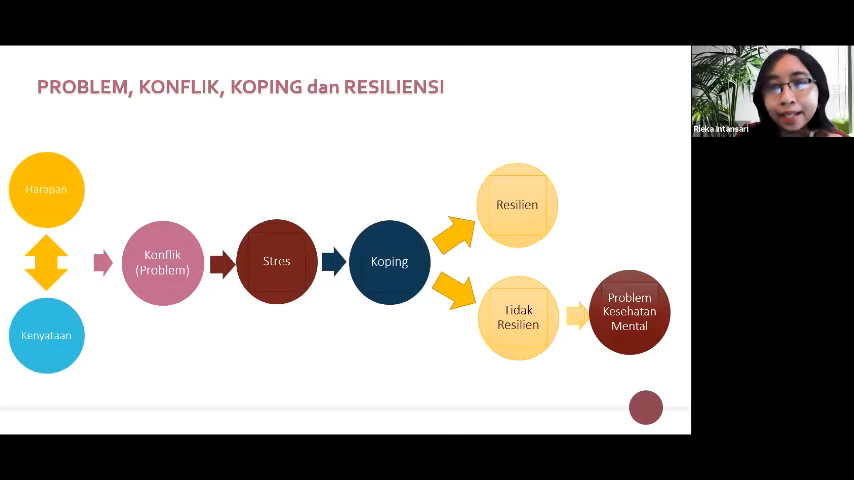 PROBLEM, KONFLIK, KOPING dan RESILIENSI
Harapan
Kenyataan
Konflik
(Problem)
Stres
Koping
Resilien
Tidak
Resilien
Problem
Kesehatan
Mental
Rieka Intansari